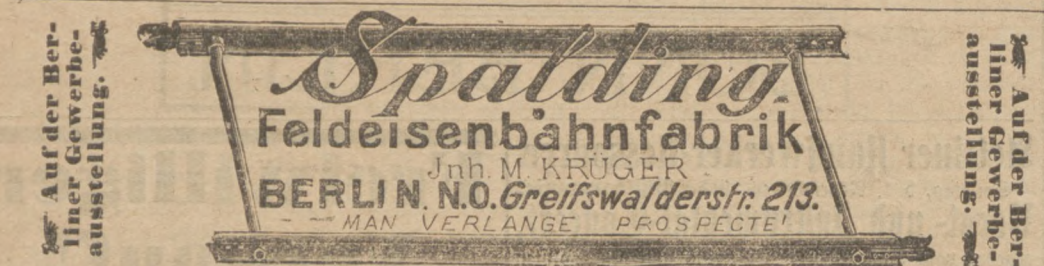 Auf der Ber-
liner Gewerbe-
ausstellung.
Spalding
Feldeisenbahnfabrik
Jnh. M. KRÜGER
BERLIN. N.O. Greifswalderstr. 213.
MAN VERLANGE PROSPECTE!
Auf der Ber-
liner Gewerbe-
ausstellung.